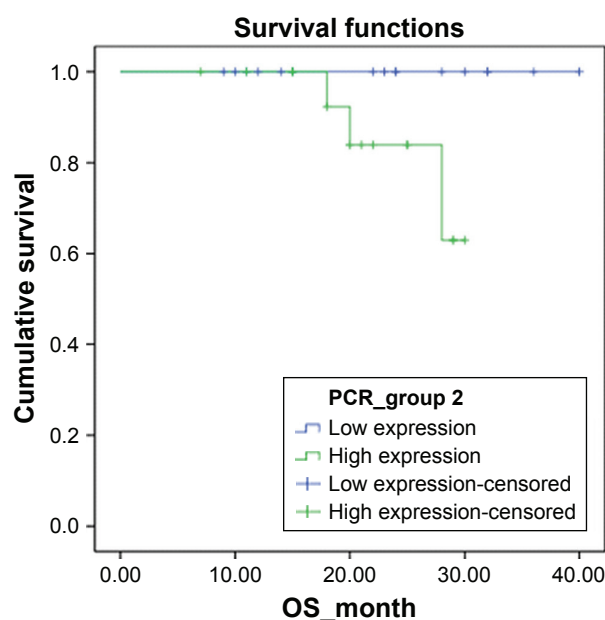 Survival functions
Cumulative survival
1.0
0.8
0.6
0.4
0.2
0.0
PCR_group 2
Low expression
High expression
Low expression-censored
High expression-censored
0.00 10.00 20.00 30.00 40.00
OS_month